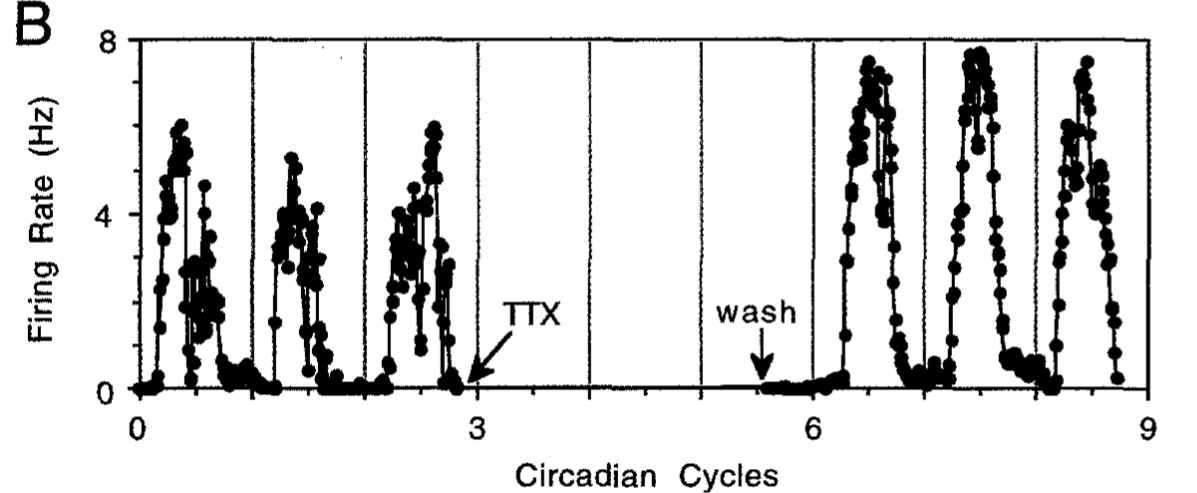 B
8
4
0
Firing Rate (Hz)
TTX
wash
0 3 6 9
Circadian Cycles